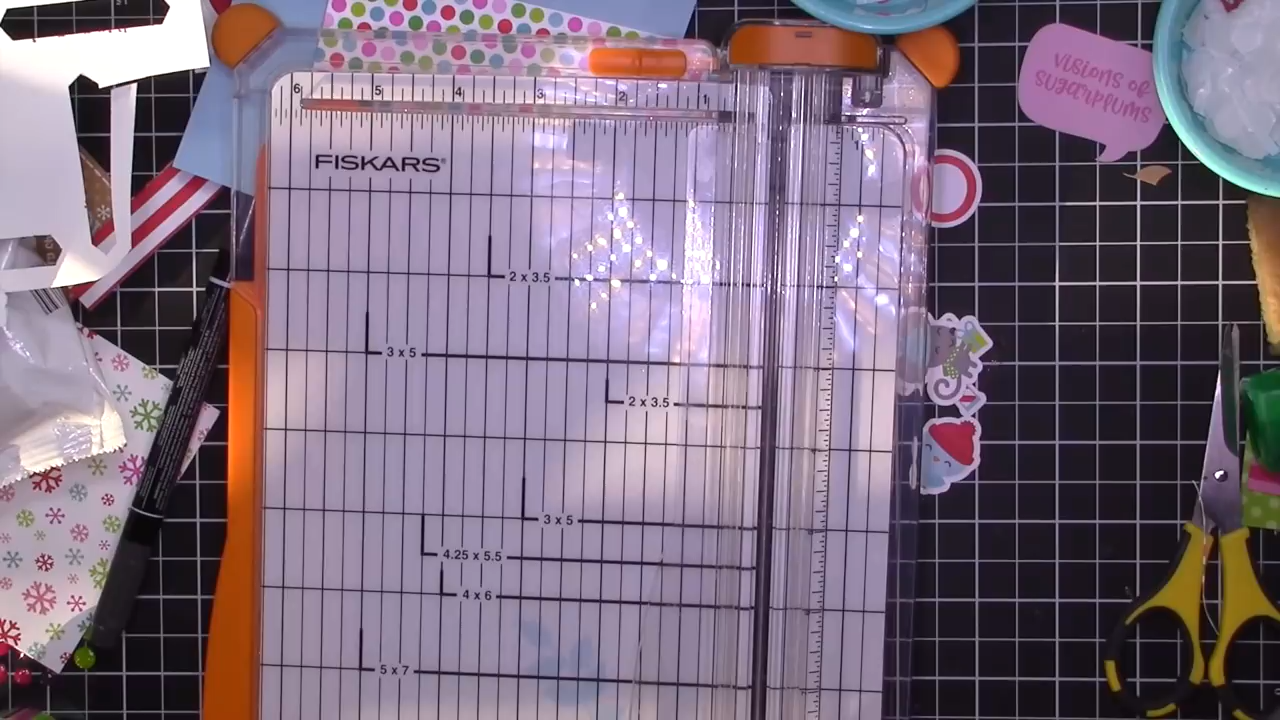 6 5 4 3 2 1
1
FISKARS®
visions of
sugarplums
2 x 3.5
3 x 5
2 x 3.5
3 x 5
4.25 x 5.5
4 x 6
5 x 7